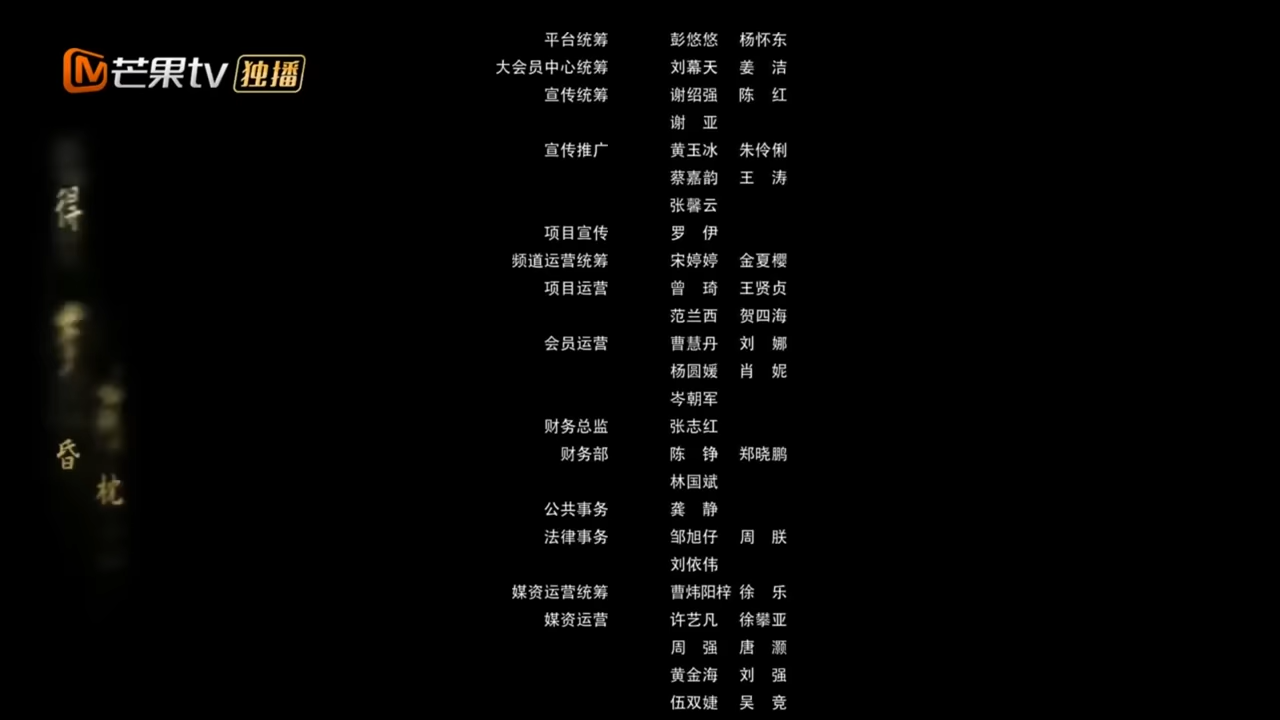 芒果tv 独播
得
昏
枕
平台统筹 彭悠悠 杨怀东
大会员中心统筹 刘幕天 姜 洁
宣传统筹 谢绍强 陈 红
谢 亚
宣传推广 黄玉冰 朱伶俐
蔡嘉韵 王 涛
张馨云
项目宣传 罗 伊
频道运营统筹 宋婷婷 金夏樱
项目运营 曾 琦 王贤贞
范兰西 贺四海
会员运营 曹慧丹 刘 娜
杨圆媛 肖 妮
岑朝军
财务总监 张志红
财务部 陈 铮 郑晓鹏
林国斌
公共事务 龚 静
法律事务 邹旭仔 周 朕
刘依伟
媒资运营统筹 曹炜阳梓 徐 乐
媒资运营 许艺凡 徐攀亚
周 强 唐 灏
黄金海 刘 强
伍双婕 吴 竞